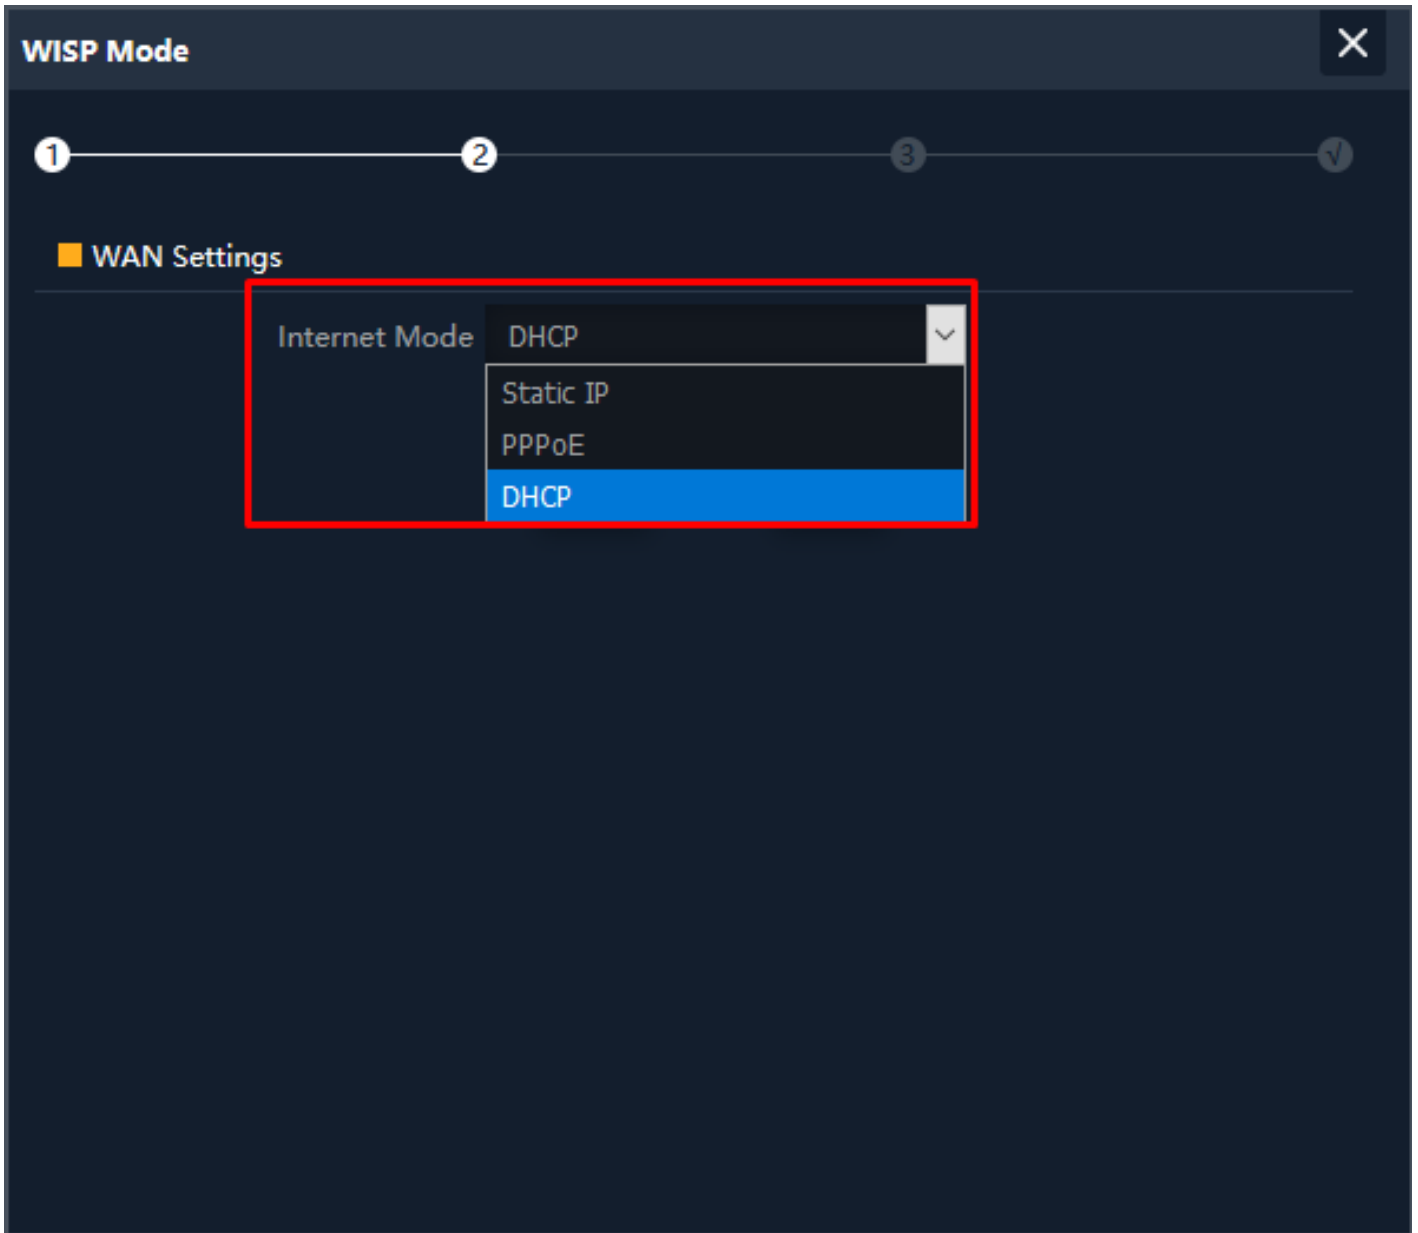 WISP Mode
1 2 3 √
WAN Settings
Internet Mode DHCP
Static IP
PPPoE
DHCP